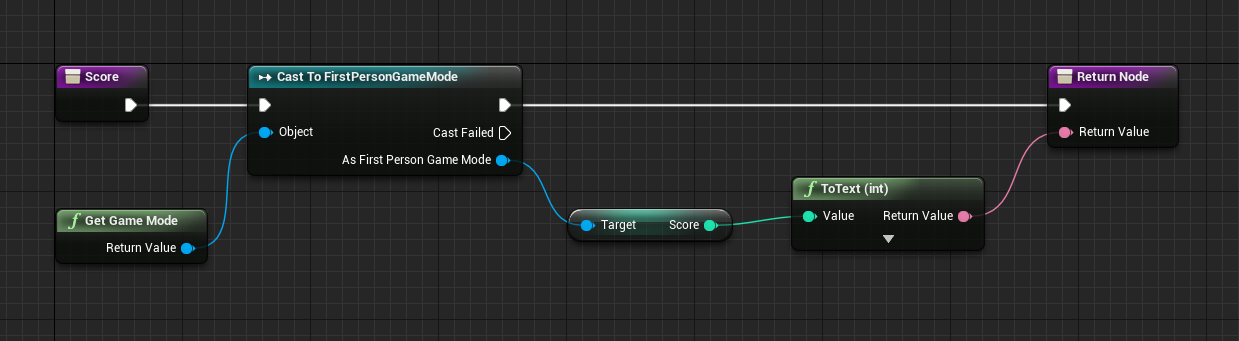 Score
Cast To FirstPersonGameMode
Return Node
Object
Cast Failed
Return Value
As First Person Game Mode
ToText (int)
Get Game Mode
Target
Score
Value
Return Value
Return Value